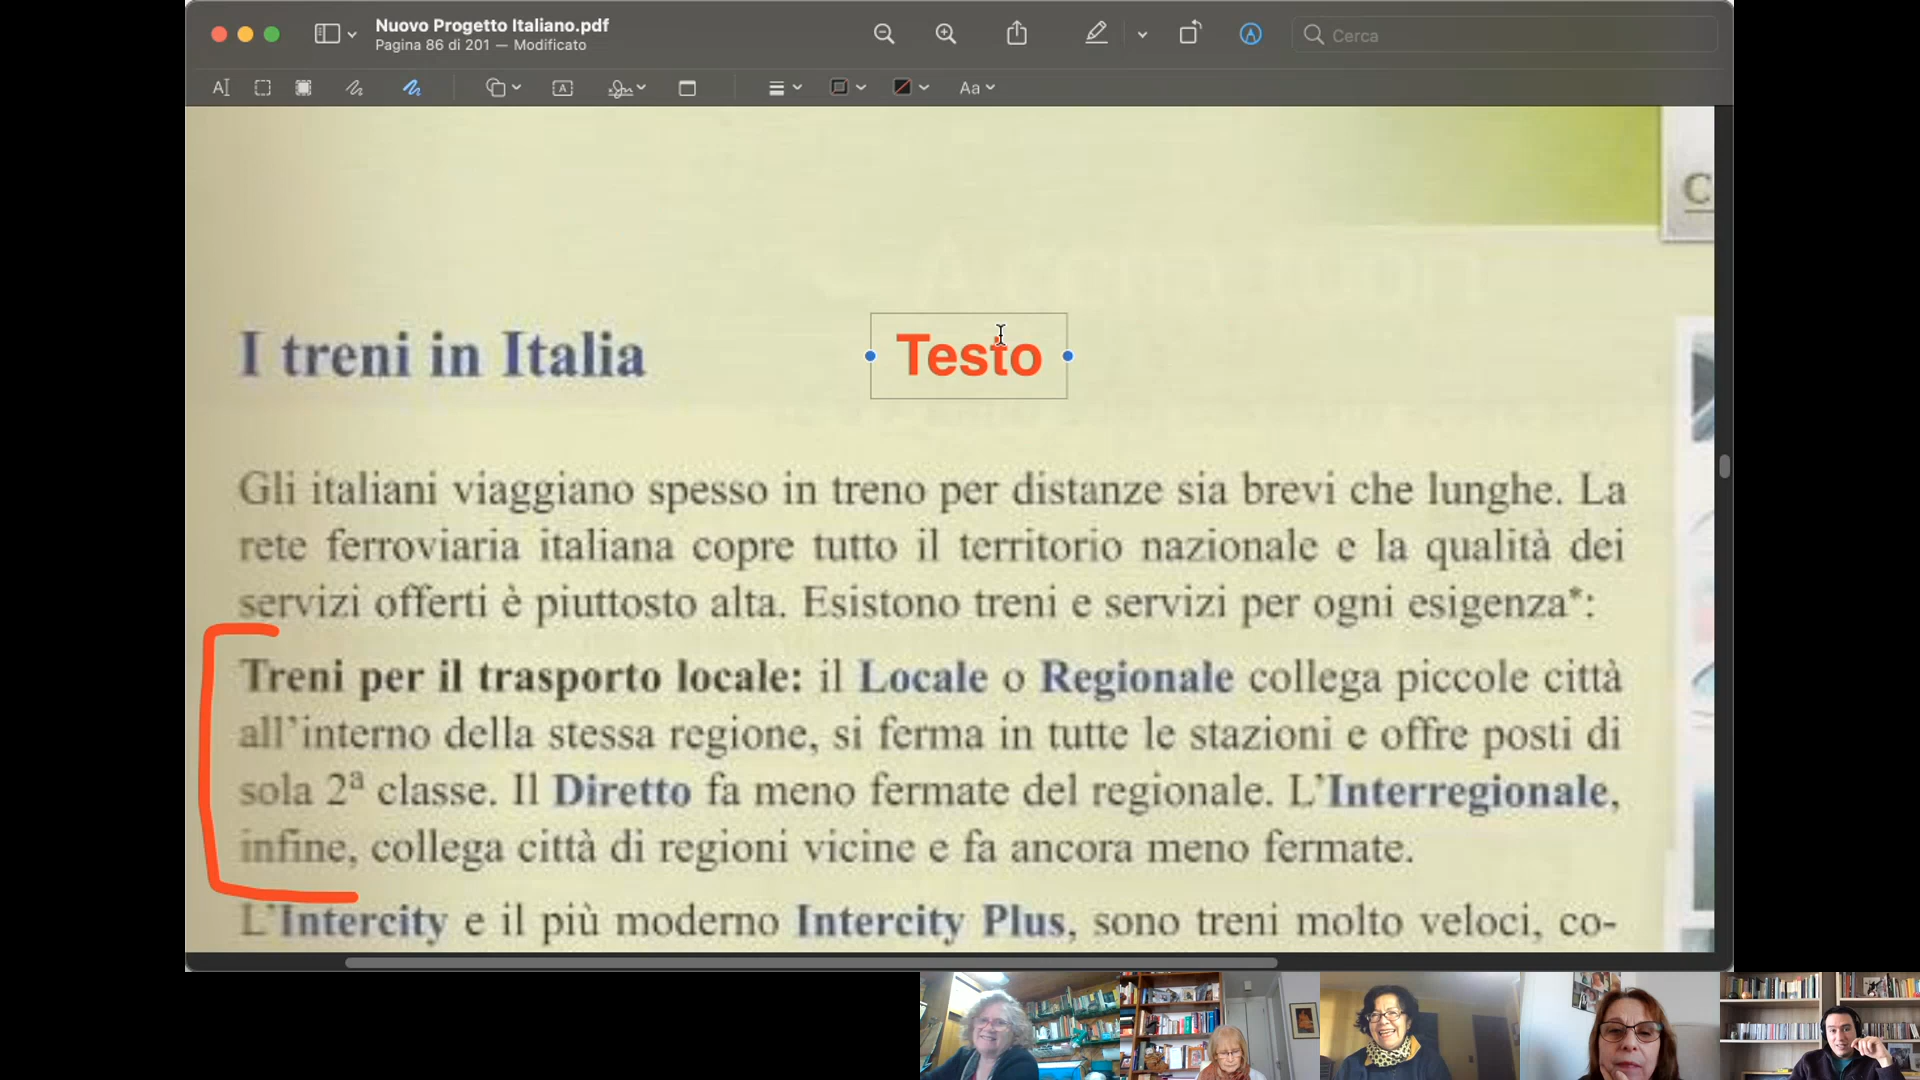 Nuovo Progetto Italiano.pdf
Pagina 86 di 201 — Modificato
Cerca
A
Aa
C
I treni in Italia
Testo
Gli italiani viaggiano spesso in treno per distanze sia brevi che lunghe. La
rete ferroviaria italiana copre tutto il territorio nazionale e la qualità dei
servizi offerti è piuttosto alta. Esistono treni e servizi per ogni esigenza*:
Treni per il trasporto locale: il Locale o Regionale collega piccole città
all'interno della stessa regione, si ferma in tutte le stazioni e offre posti di
sola 2ª classe. Il Diretto fa meno fermate del regionale. L'Interregionale,
infine, collega città di regioni vicine e fa ancora meno fermate.
L'Intercity e il più moderno Intercity Plus, sono treni molto veloci, co-